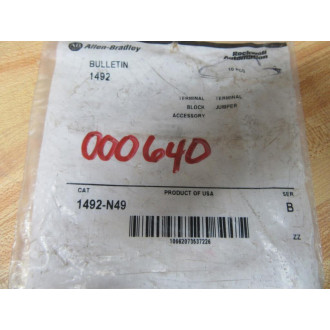 Allen-Bradley
Rockwell Automation
BULLETIN
1492
TERMINAL BLOCK ACCESSORY
TERMINAL JUMPER
000640
CAT
PRODUCT OF USA
SER.
1492-N49
B
ZZ